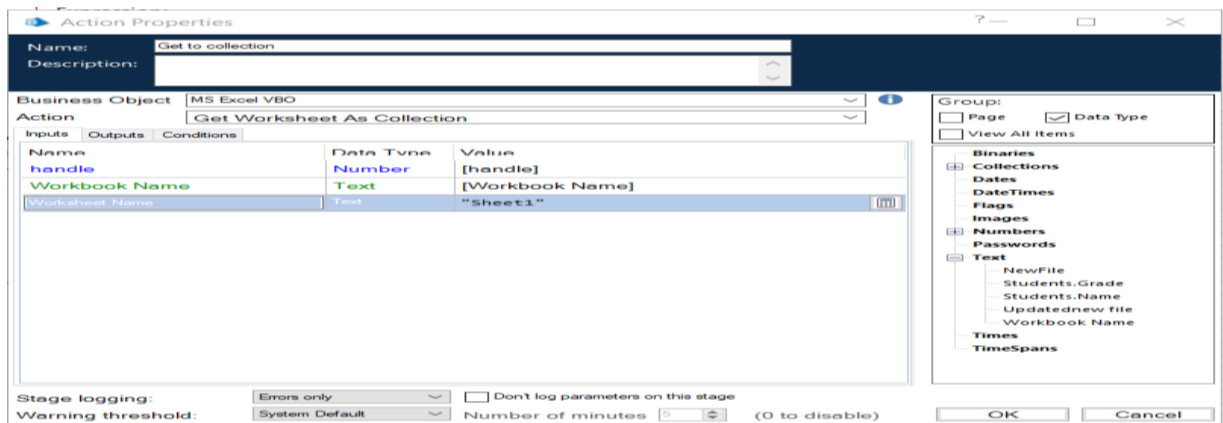 Action Properties
?
Name: Get to collection
Description:
Business Object MS Excel VBO
Action Get Worksheet As Collection
Inputs Outputs Conditions
Name Data Type Value
handle Number [handle]
Workbook Name Text [Workbook Name]
Worksheet Name Text "Sheet1"
Group:
Page Data Type
View All Items
Binaries
Collections
Dates
DateTimes
Flags
Images
Numbers
Passwords
Text
NewFile
Students.Grade
Students.Name
Updatednew file
Workbook Name
Times
TimeSpans
Stage logging: Errors only Don't log parameters on this stage
Warning threshold: System Default Number of minutes 5 (0 to disable)
OK Cancel